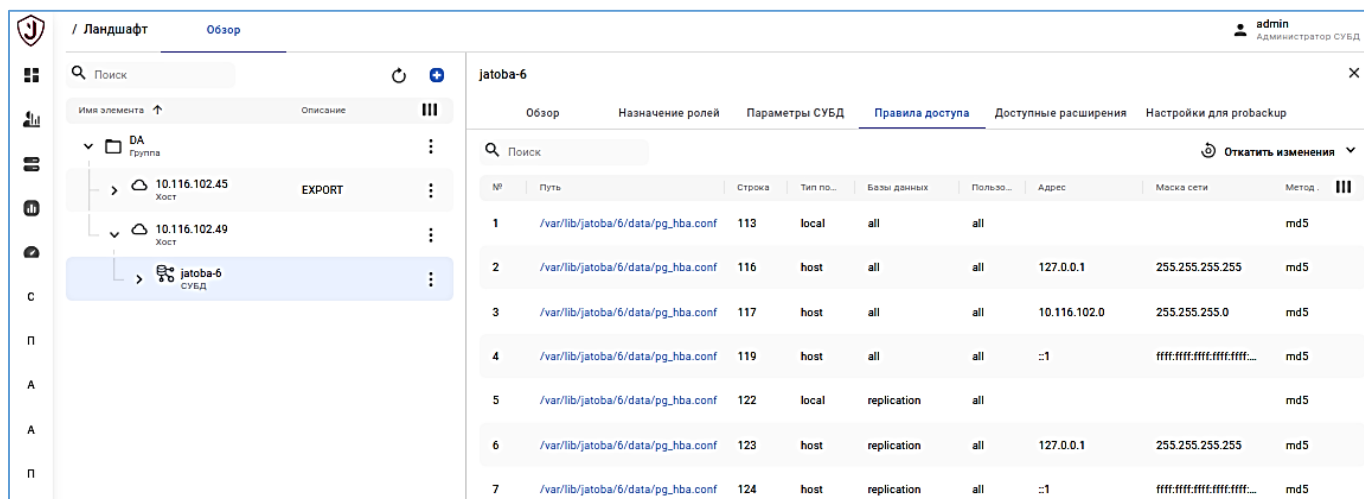 / Ландшафт
Обзор
admin
Администратор СУБД
Поиск
Имя элемента
Описание
DA
Группа
10.116.102.45
Хост
EXPORT
10.116.102.49
Хост
jatoba-6
СУБД
С
П
А
А
П
jatoba-6
Обзор Назначение ролей Параметры СУБД Правила доступа Доступные расширения Настройки для probackup
Поиск
Откатить изменения
№ Путь Строка Тип по... Базы данных Пользо... Адрес Маска сети Метод .
1 /var/lib/jatoba/6/data/pg_hba.conf 113 local all all md5
2 /var/lib/jatoba/6/data/pg_hba.conf 116 host all all 127.0.0.1 255.255.255.255 md5
3 /var/lib/jatoba/6/data/pg_hba.conf 117 host all all 10.116.102.0 255.255.255.0 md5
4 /var/lib/jatoba/6/data/pg_hba.conf 119 host all all ::1 ffff:ffff:ffff:ffff:ffff:... md5
5 /var/lib/jatoba/6/data/pg_hba.conf 122 local replication all md5
6 /var/lib/jatoba/6/data/pg_hba.conf 123 host replication all 127.0.0.1 255.255.255.255 md5
7 /var/lib/jatoba/6/data/pg_hba.conf 124 host replication all ::1 ffff:ffff:ffff:ffff:ffff:... md5